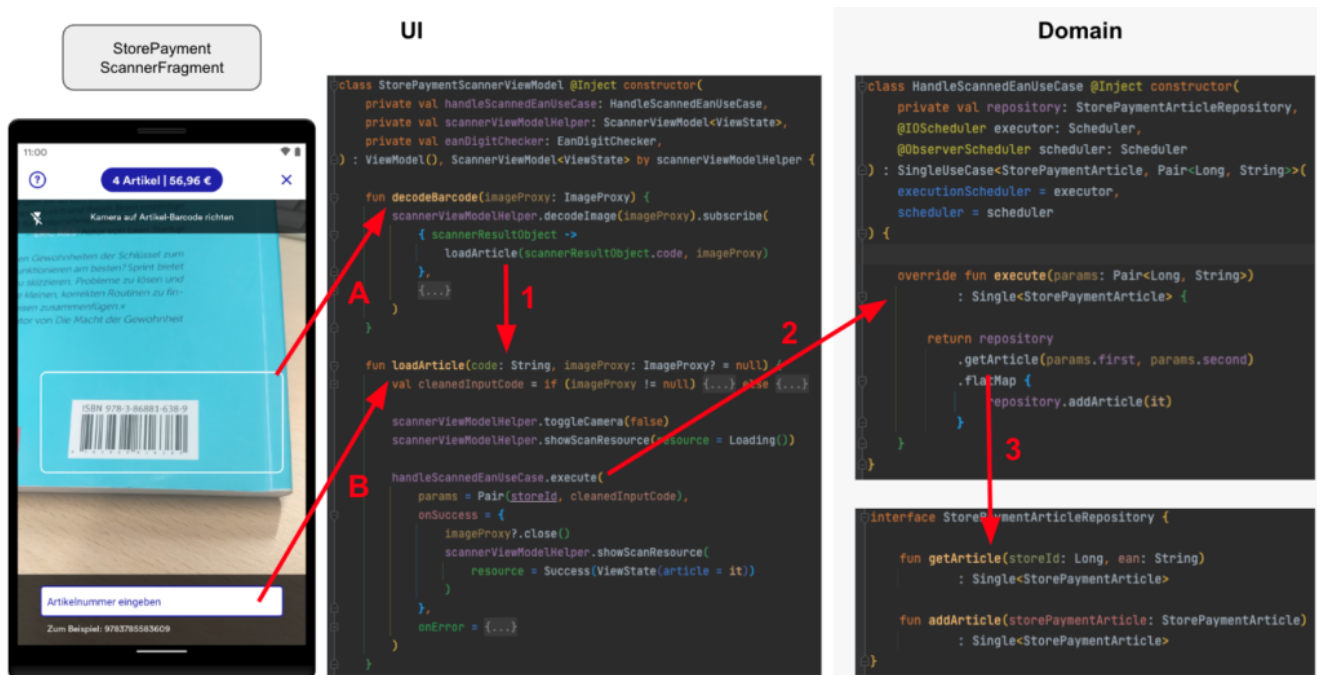 StorePayment
ScannerFragment
UI
Domain
11:00
4 Artikel | 56,96 €
Kamera auf Artikel-Barcode richten
en Gewohnheiten der Schlüssel zum
unktionieren am besten? Sprint bietet
u skizzieren, Probleme zu lösen und
e kleinen, korrekten Routinen zu fin-
ssen zusammenfügen.«
tor von Die Macht der Gewohnheit
ISBN 978-3-86881-638-9
Artikelnummer eingeben
Zum Beispiel: 9783785583609
A
B
1
2
3
class StorePaymentScannerViewModel @Inject constructor(
private val handleScannedEanUseCase: HandleScannedEanUseCase,
private val scannerViewModelHelper: ScannerViewModel<ViewState>,
private val eanDigitChecker: EanDigitChecker,
) : ViewModel(), ScannerViewModel<ViewState> by scannerViewModelHelper {
fun decodeBarcode(imageProxy: ImageProxy) {
scannerViewModelHelper.decodeImage(imageProxy).subscribe(
{ scannerResultObject ->
loadArticle(scannerResultObject.code, imageProxy)
},
{...}
)
}
fun loadArticle(code: String, imageProxy: ImageProxy? = null) {
val cleanedInputCode = if (imageProxy != null) {...} else {...}
scannerViewModelHelper.toggleCamera(false)
scannerViewModelHelper.showScanResource(resource = Loading())
handleScannedEanUseCase.execute(
params = Pair(storeId, cleanedInputCode),
onSuccess = {
imageProxy?.close()
scannerViewModelHelper.showScanResource(
resource = Success(ViewState(article = it))
)
},
onError = {...}
)
}
class HandleScannedEanUseCase @Inject constructor(
private val repository: StorePaymentArticleRepository,
@IOScheduler executor: Scheduler,
@ObserverScheduler scheduler: Scheduler
) : SingleUseCase<StorePaymentArticle, Pair<Long, String>>(
executionScheduler = executor,
scheduler = scheduler
) {
override fun execute(params: Pair<Long, String>)
: Single<StorePaymentArticle> {
return repository
.getArticle(params.first, params.second)
.flatMap {
repository.addArticle(it)
}
}
}
interface StorePaymentArticleRepository {
fun getArticle(storeId: Long, ean: String)
: Single<StorePaymentArticle>
fun addArticle(storePaymentArticle: StorePaymentArticle)
: Single<StorePaymentArticle>
}